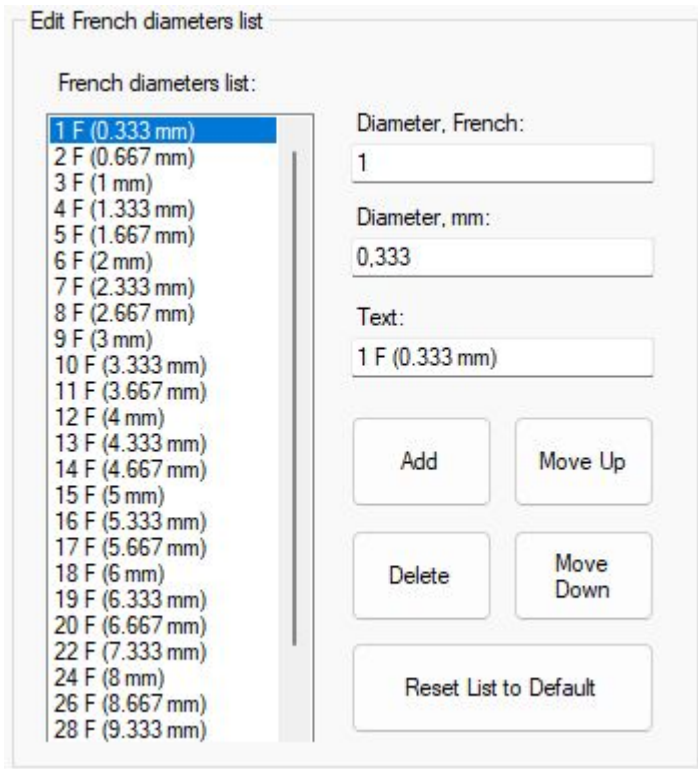 Edit French diameters list
French diameters list:
1 F (0.333 mm)
2 F (0.667 mm)
3 F (1 mm)
4 F (1.333 mm)
5 F (1.667 mm)
6 F (2 mm)
7 F (2.333 mm)
8 F (2.667 mm)
9 F (3 mm)
10 F (3.333 mm)
11 F (3.667 mm)
12 F (4 mm)
13 F (4.333 mm)
14 F (4.667 mm)
15 F (5 mm)
16 F (5.333 mm)
17 F (5.667 mm)
18 F (6 mm)
19 F (6.333 mm)
20 F (6.667 mm)
22 F (7.333 mm)
24 F (8 mm)
26 F (8.667 mm)
28 F (9.333 mm)
Diameter, French:
1
Diameter, mm:
0,333
Text:
1 F (0.333 mm)
Add
Move Up
Delete
Move
Down
Reset List to Default